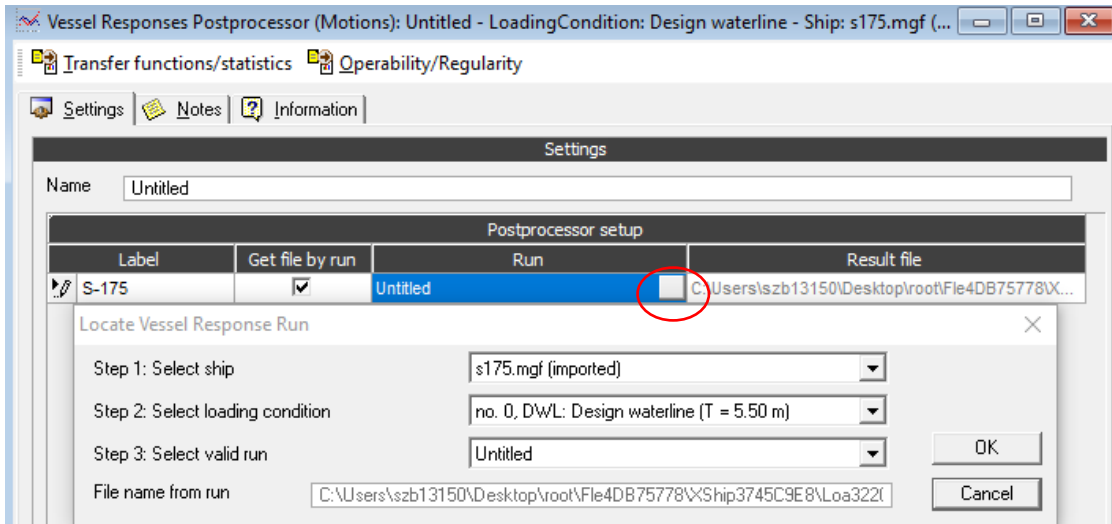 Vessel Responses Postprocessor (Motions): Untitled - LoadingCondition: Design waterline - Ship: s175.mgf (...
Transfer functions/statistics Operability/Regularity
Settings Notes Information
Settings
Name Untitled
Postprocessor setup
Label Get file by run Run Result file
S-175 Untitled C:\Users\szb13150\Desktop\root\Fle4DB75778\X...
Locate Vessel Response Run
Step 1: Select ship s175.mgf (imported)
Step 2: Select loading condition no. 0, DWL: Design waterline (T = 5.50 m)
Step 3: Select valid run Untitled OK
File name from run C:\Users\szb13150\Desktop\root\Fle4DB75778\XShip3745C9E8\Loa322( Cancel